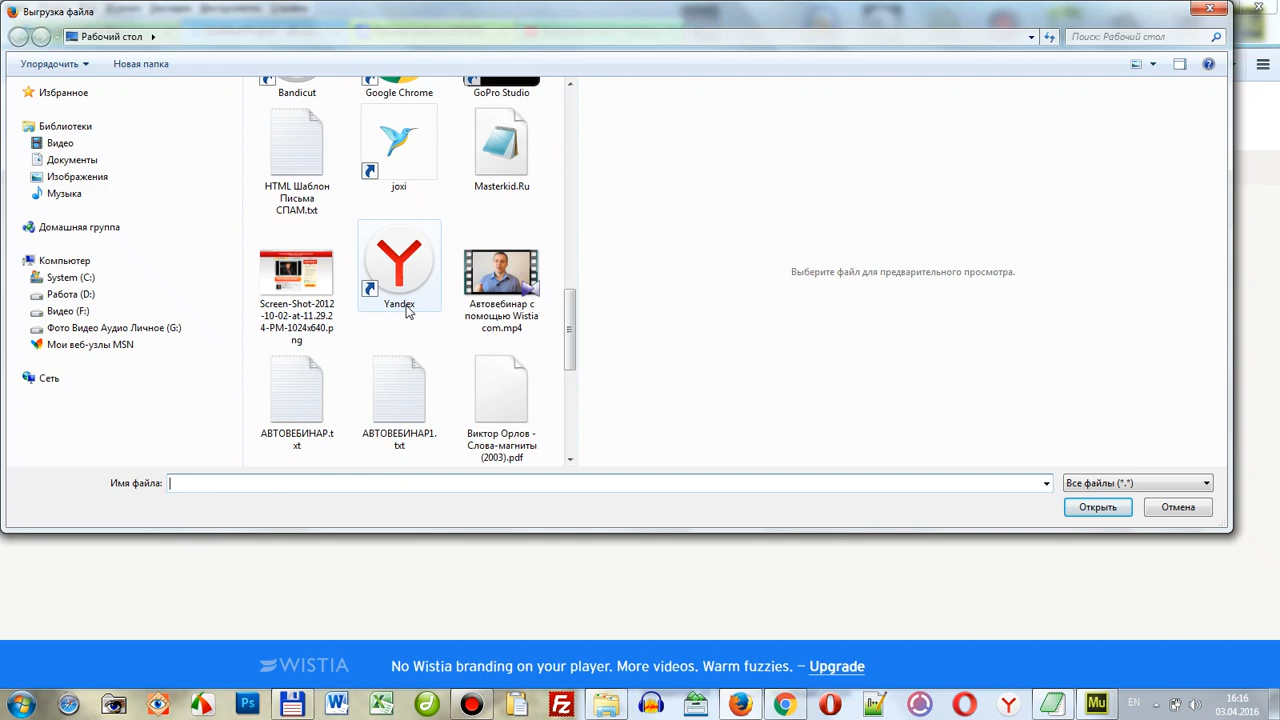 Выгрузка файла
Рабочий стол
Поиск: Рабочий стол
Упорядочить
Новая папка
Избранное
Библиотеки
Видео
Документы
Изображения
Музыка
Домашняя группа
Компьютер
System (C:)
Работа (D:)
Видео (F:)
Фото Видео Аудио Личное (G:)
Мои веб-узлы MSN
Сеть
Bandicut
Google Chrome
GoPro Studio
HTML Шаблон
Письма
СПАМ.txt
joxi
Masterkid.Ru
Screen-Shot-2012
-10-02-at-11.29.2
4-PM-1024x640.p
ng
Yandex
Автовебинар с
помощью Wistia
com.mp4
АВТОВЕБИНАР.t
xt
АВТОВЕБИНАР1.
txt
Виктор Орлов -
Слова-магниты
(2003).pdf
Выберите файл для предварительного просмотра.
Имя файла:
Все файлы (*.*)
Открыть
Отмена
WISTIA
No Wistia branding on your player. More videos. Warm fuzzies. – Upgrade
Ps
W
Fz
Mu
EN
16:16
03.04.2016